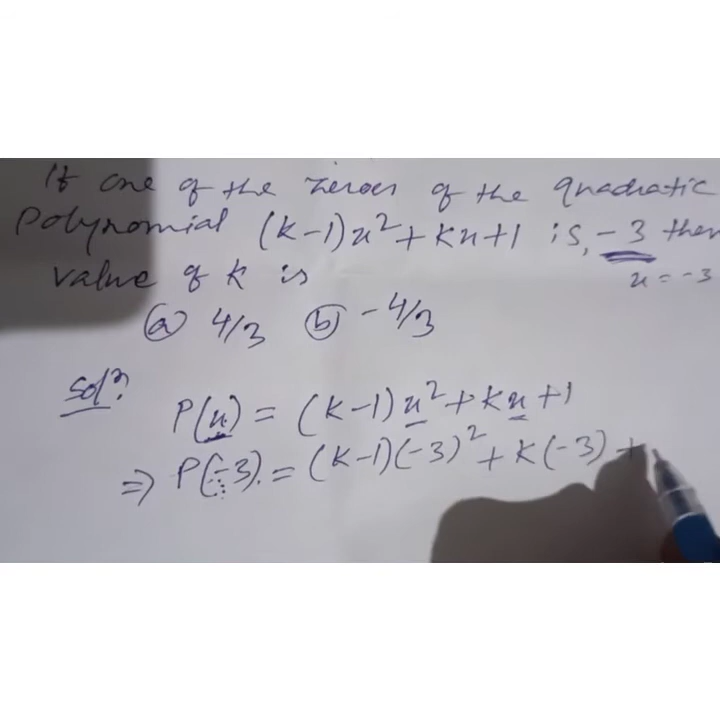 If one of the zeroes of the quadratic
Polynomial (k-1)x²+kx+1 is, -3 then
value of k is
x = -3
(a) 4/3 (b) -4/3
Solⁿ:
P(x) = (k-1)x²+kx+1
⇒ P(-3) = (k-1)(-3)²+k(-3)+